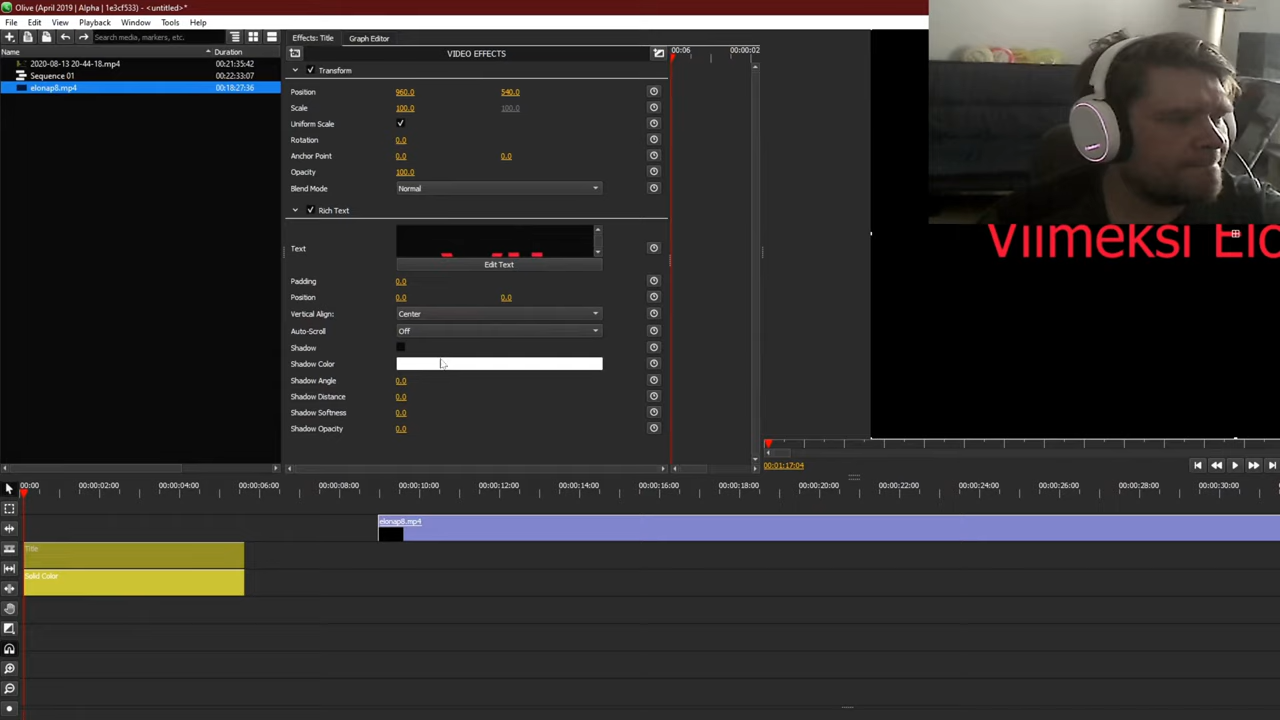 Olive (April 2019 | Alpha | 1e3cf533) - <untitled>*
File Edit View Playback Window Tools Help
Search media, markers, etc.
Name Duration
2020-08-13 20-44-18.mp4 00:21:35:42
Sequence 01 00:22:33:07
elonap8.mp4 00:18:27:36
Effects: Title Graph Editor
VIDEO EFFECTS
Transform
Position 960.0 540.0
Scale 100.0 100.0
Uniform Scale
Rotation 0.0
Anchor Point 0.0 0.0
Opacity 100.0
Blend Mode Normal
Rich Text
Text
Edit Text
Padding 0.0
Position 0.0 0.0
Vertical Align: Center
Auto-Scroll Off
Shadow
Shadow Color
Shadow Angle 0.0
Shadow Distance 0.0
Shadow Softness 0.0
Shadow Opacity 0.0
00:06 00:00:02
Viimeksi Elo
00:01:17:04
00:00 00:00:02:00 00:00:04:00 00:00:06:00 00:00:08:00 00:00:10:00 00:00:12:00 00:00:14:00 00:00:16:00 00:00:18:00 00:00:20:00 00:00:22:00 00:00:24:00 00:00:26:00 00:00:28:00 00:00:30:00
elonap8.mp4
Title
Solid Color